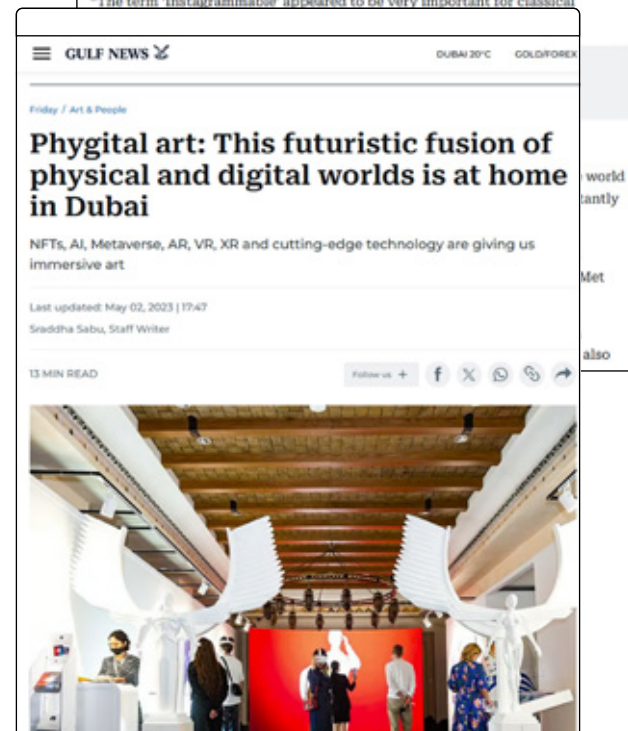 "The term 'Instagrammable' appeared to be very important for classical
GULF NEWS
DUBAI 20°C GOLD/FOREX
Friday / Art & People
Phygital art: This futuristic fusion of
physical and digital worlds is at home
in Dubai
NFTs, AI, Metaverse, AR, VR, XR and cutting-edge technology are giving us
immersive art
Last updated: May 02, 2023 | 17:47
Sraddha Sabu, Staff Writer
13 MIN READ
Follow us +
world
tantly
Met
also